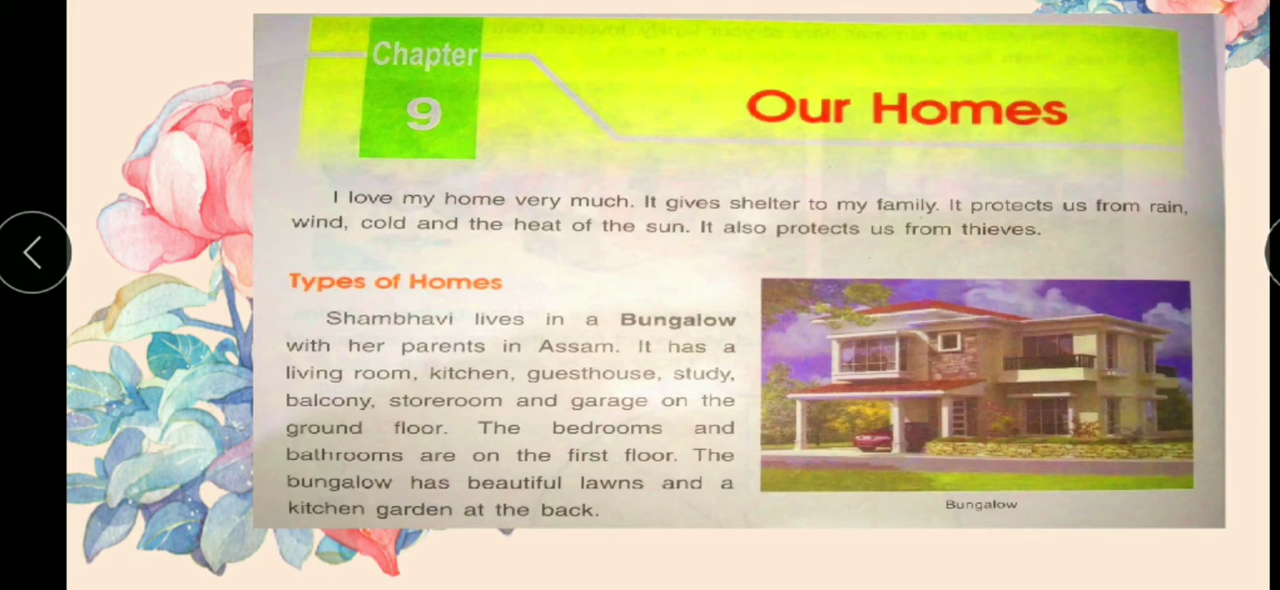 Chapter
9
Our Homes
I love my home very much. It gives shelter to my family. It protects us from rain,
wind, cold and the heat of the sun. It also protects us from thieves.
Types of Homes
Shambhavi lives in a Bungalow
with her parents in Assam. It has a
living room, kitchen, guesthouse, study,
balcony, storeroom and garage on the
ground floor. The bedrooms and
bathrooms are on the first floor. The
bungalow has beautiful lawns and a
kitchen garden at the back.
Bungalow